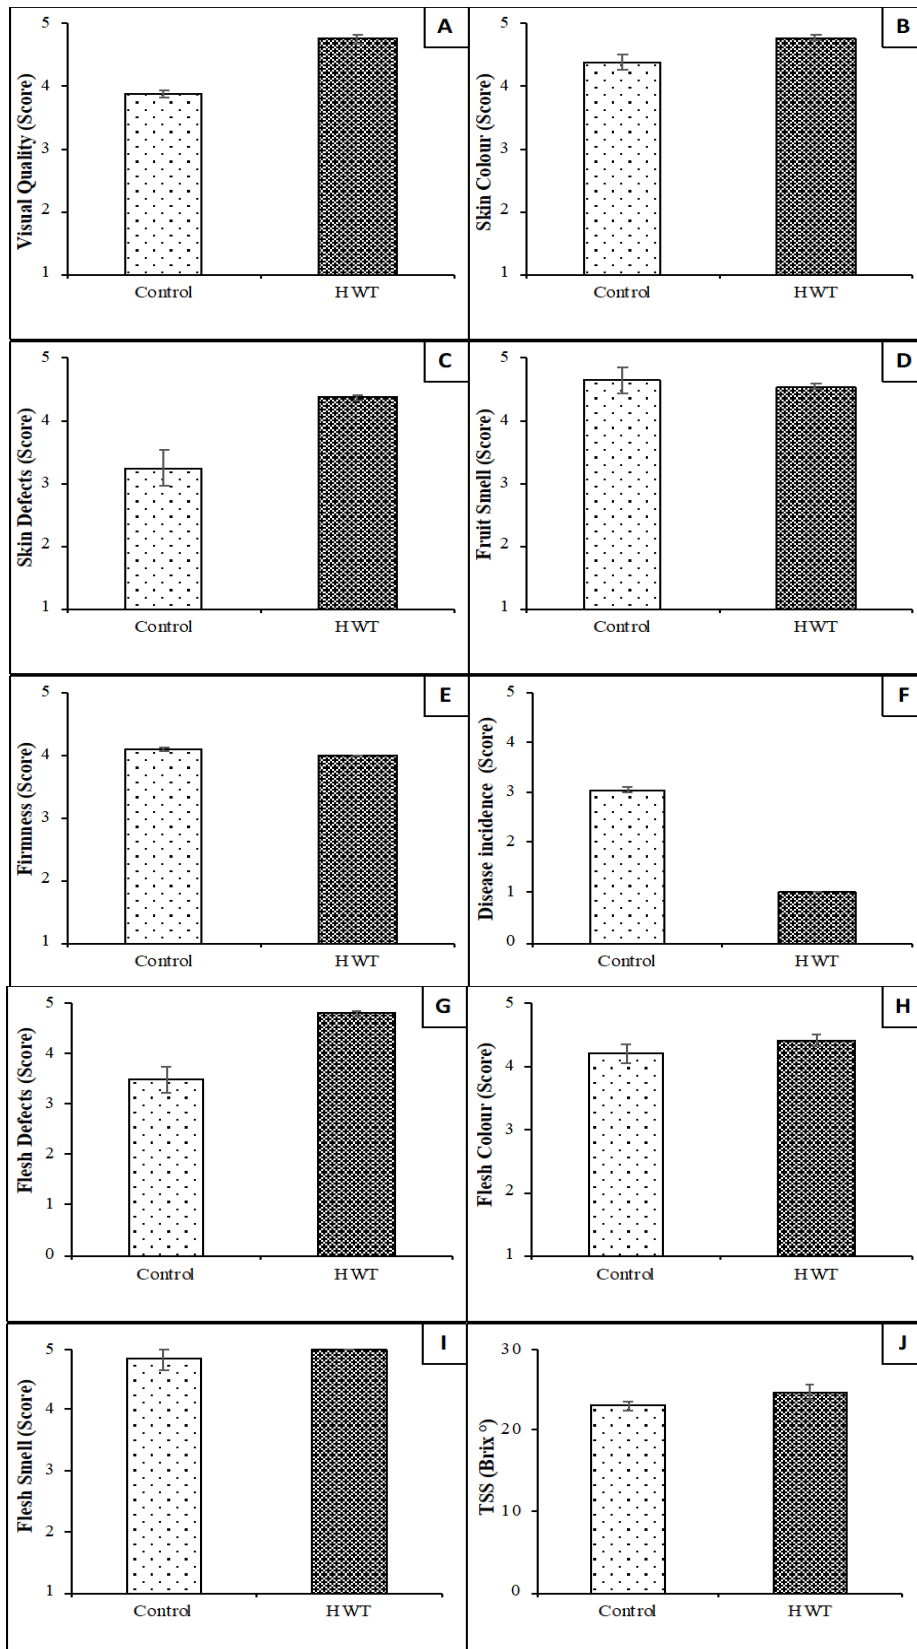 A
Visual Quality (Score)
5
4
3
2
1
Control HWT
B
Skin Colour (Score)
5
4
3
2
1
Control HWT
C
Skin Defects (Score)
5
4
3
2
1
Control HWT
D
Fruit Smell (Score)
5
4
3
2
1
Control HWT
E
Firmness (Score)
5
4
3
2
1
Control HWT
F
Disease incidence (Score)
5
4
3
2
1
0
Control HWT
G
Flesh Defects (Score)
5
4
3
2
1
0
Control HWT
H
Flesh Colour (Score)
5
4
3
2
1
Control HWT
I
Flesh Smell (Score)
5
4
3
2
1
Control HWT
J
TSS (Brix °)
30
20
10
0
Control HWT